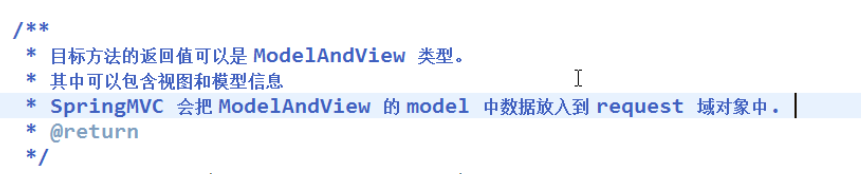 /**
* 目标方法的返回值可以是 ModelAndView 类型。
* 其中可以包含视图和模型信息
* SpringMVC 会把 ModelAndView 的 model 中数据放入到 request 域对象中.
* @return
*/